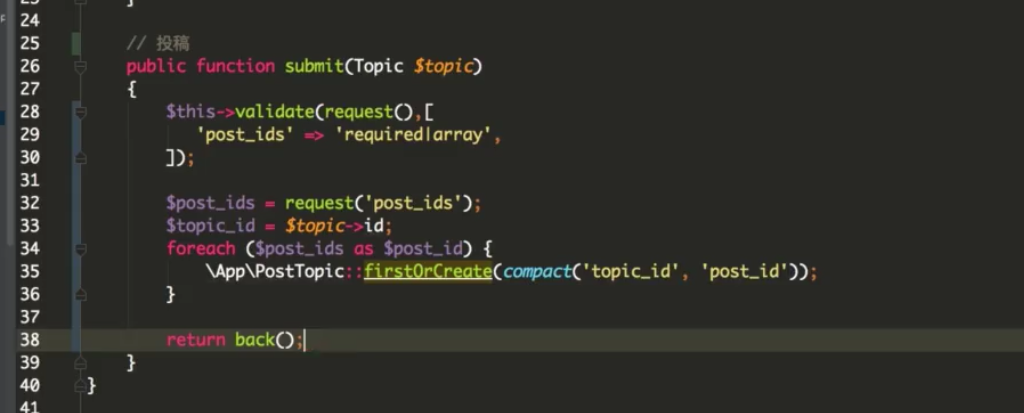 23 }
24
25 // 投稿
26 public function submit(Topic $topic)
27 {
28 $this->validate(request(),[
29 'post_ids' => 'required|array',
30 ]);
31
32 $post_ids = request('post_ids');
33 $topic_id = $topic->id;
34 foreach ($post_ids as $post_id) {
35 \App\PostTopic::firstOrCreate(compact('topic_id', 'post_id'));
36 }
37
38 return back();
39 }
40 }
41